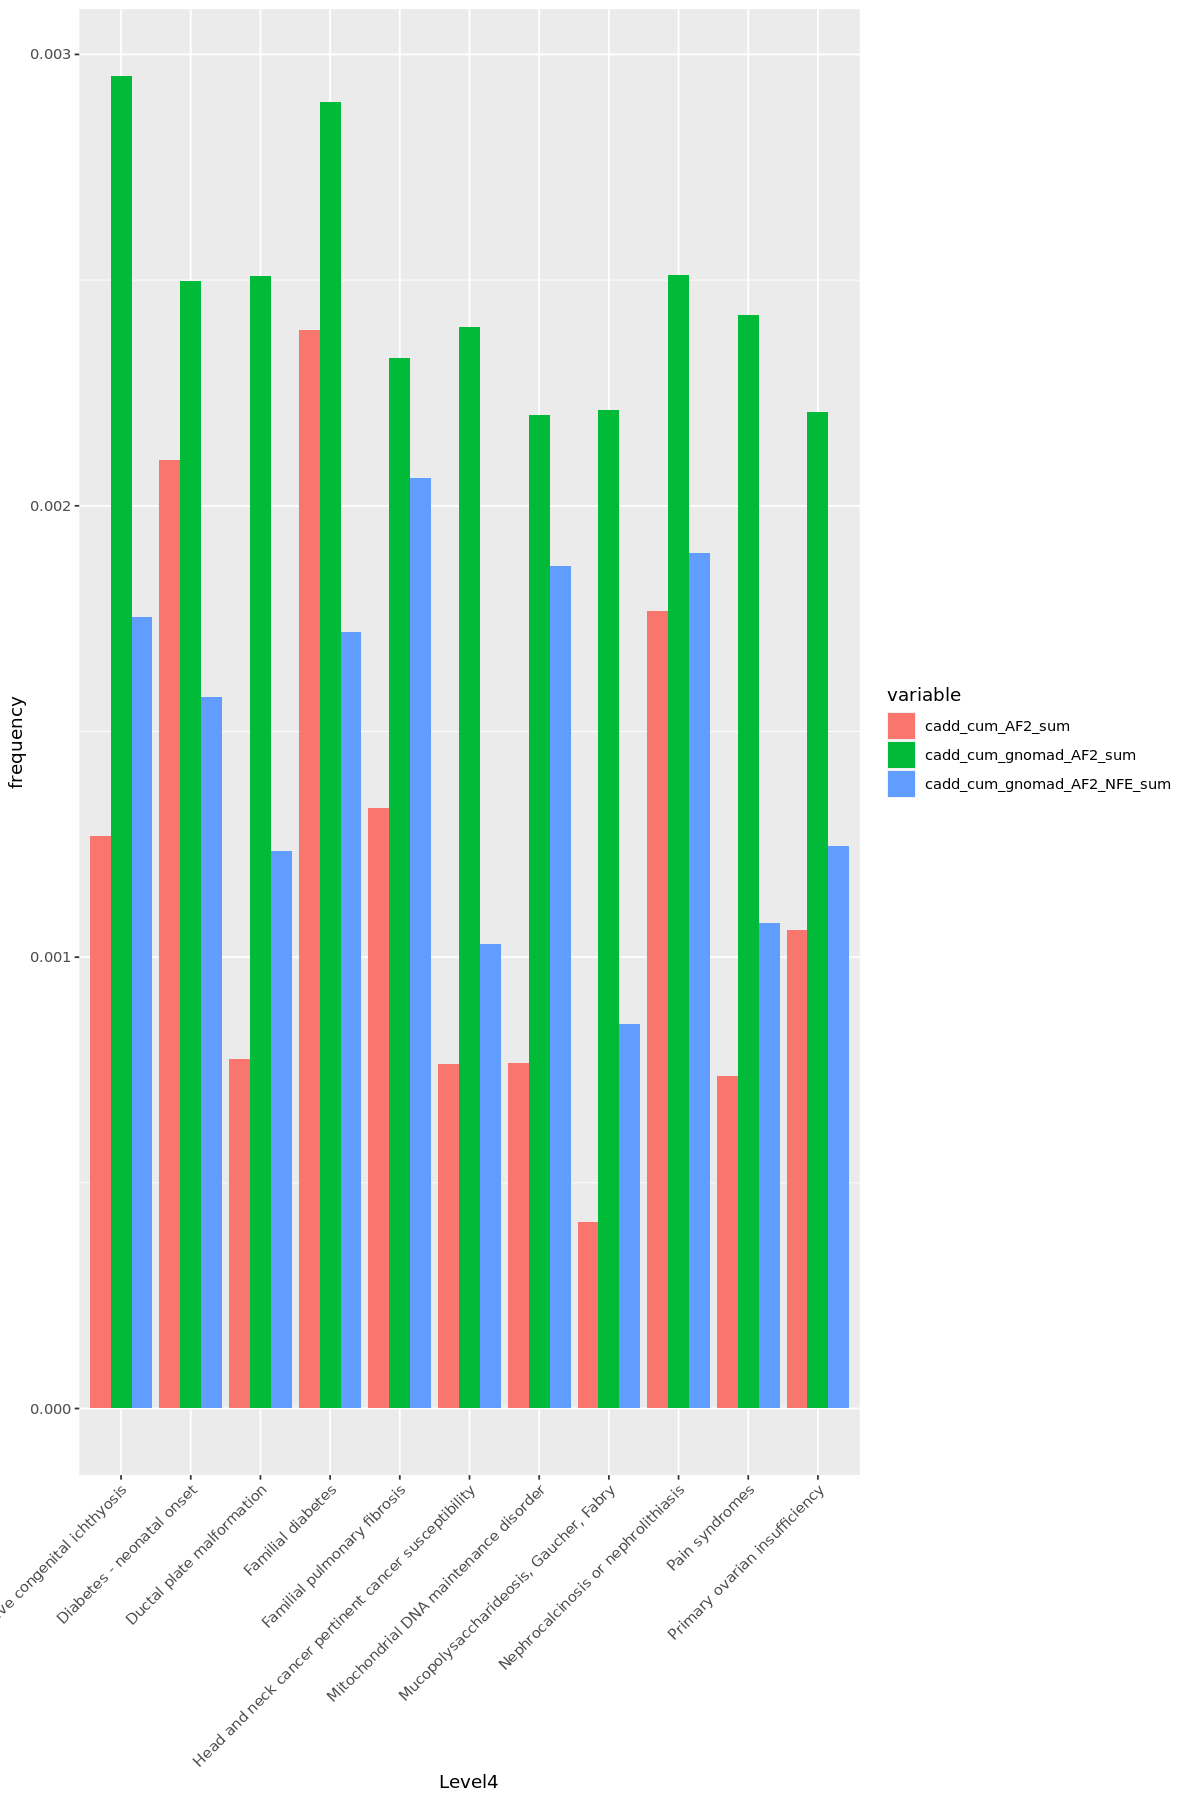 0.003
0.002
0.001
0.000
frequency
congenital ichthyosis
Diabetes - neonatal onset
Ductal plate malformation
Familial diabetes
Familial pulmonary fibrosis
Head and neck cancer pertinent cancer susceptibility
Mitochondrial DNA maintenance disorder
Mucopolysaccharideosis, Gaucher, Fabry
Nephrocalcinosis or nephrolithiasis
Pain syndromes
Primary ovarian insufficiency
Level4
variable
cadd_cum_AF2_sum
cadd_cum_gnomad_AF2_sum
cadd_cum_gnomad_AF2_NFE_sum